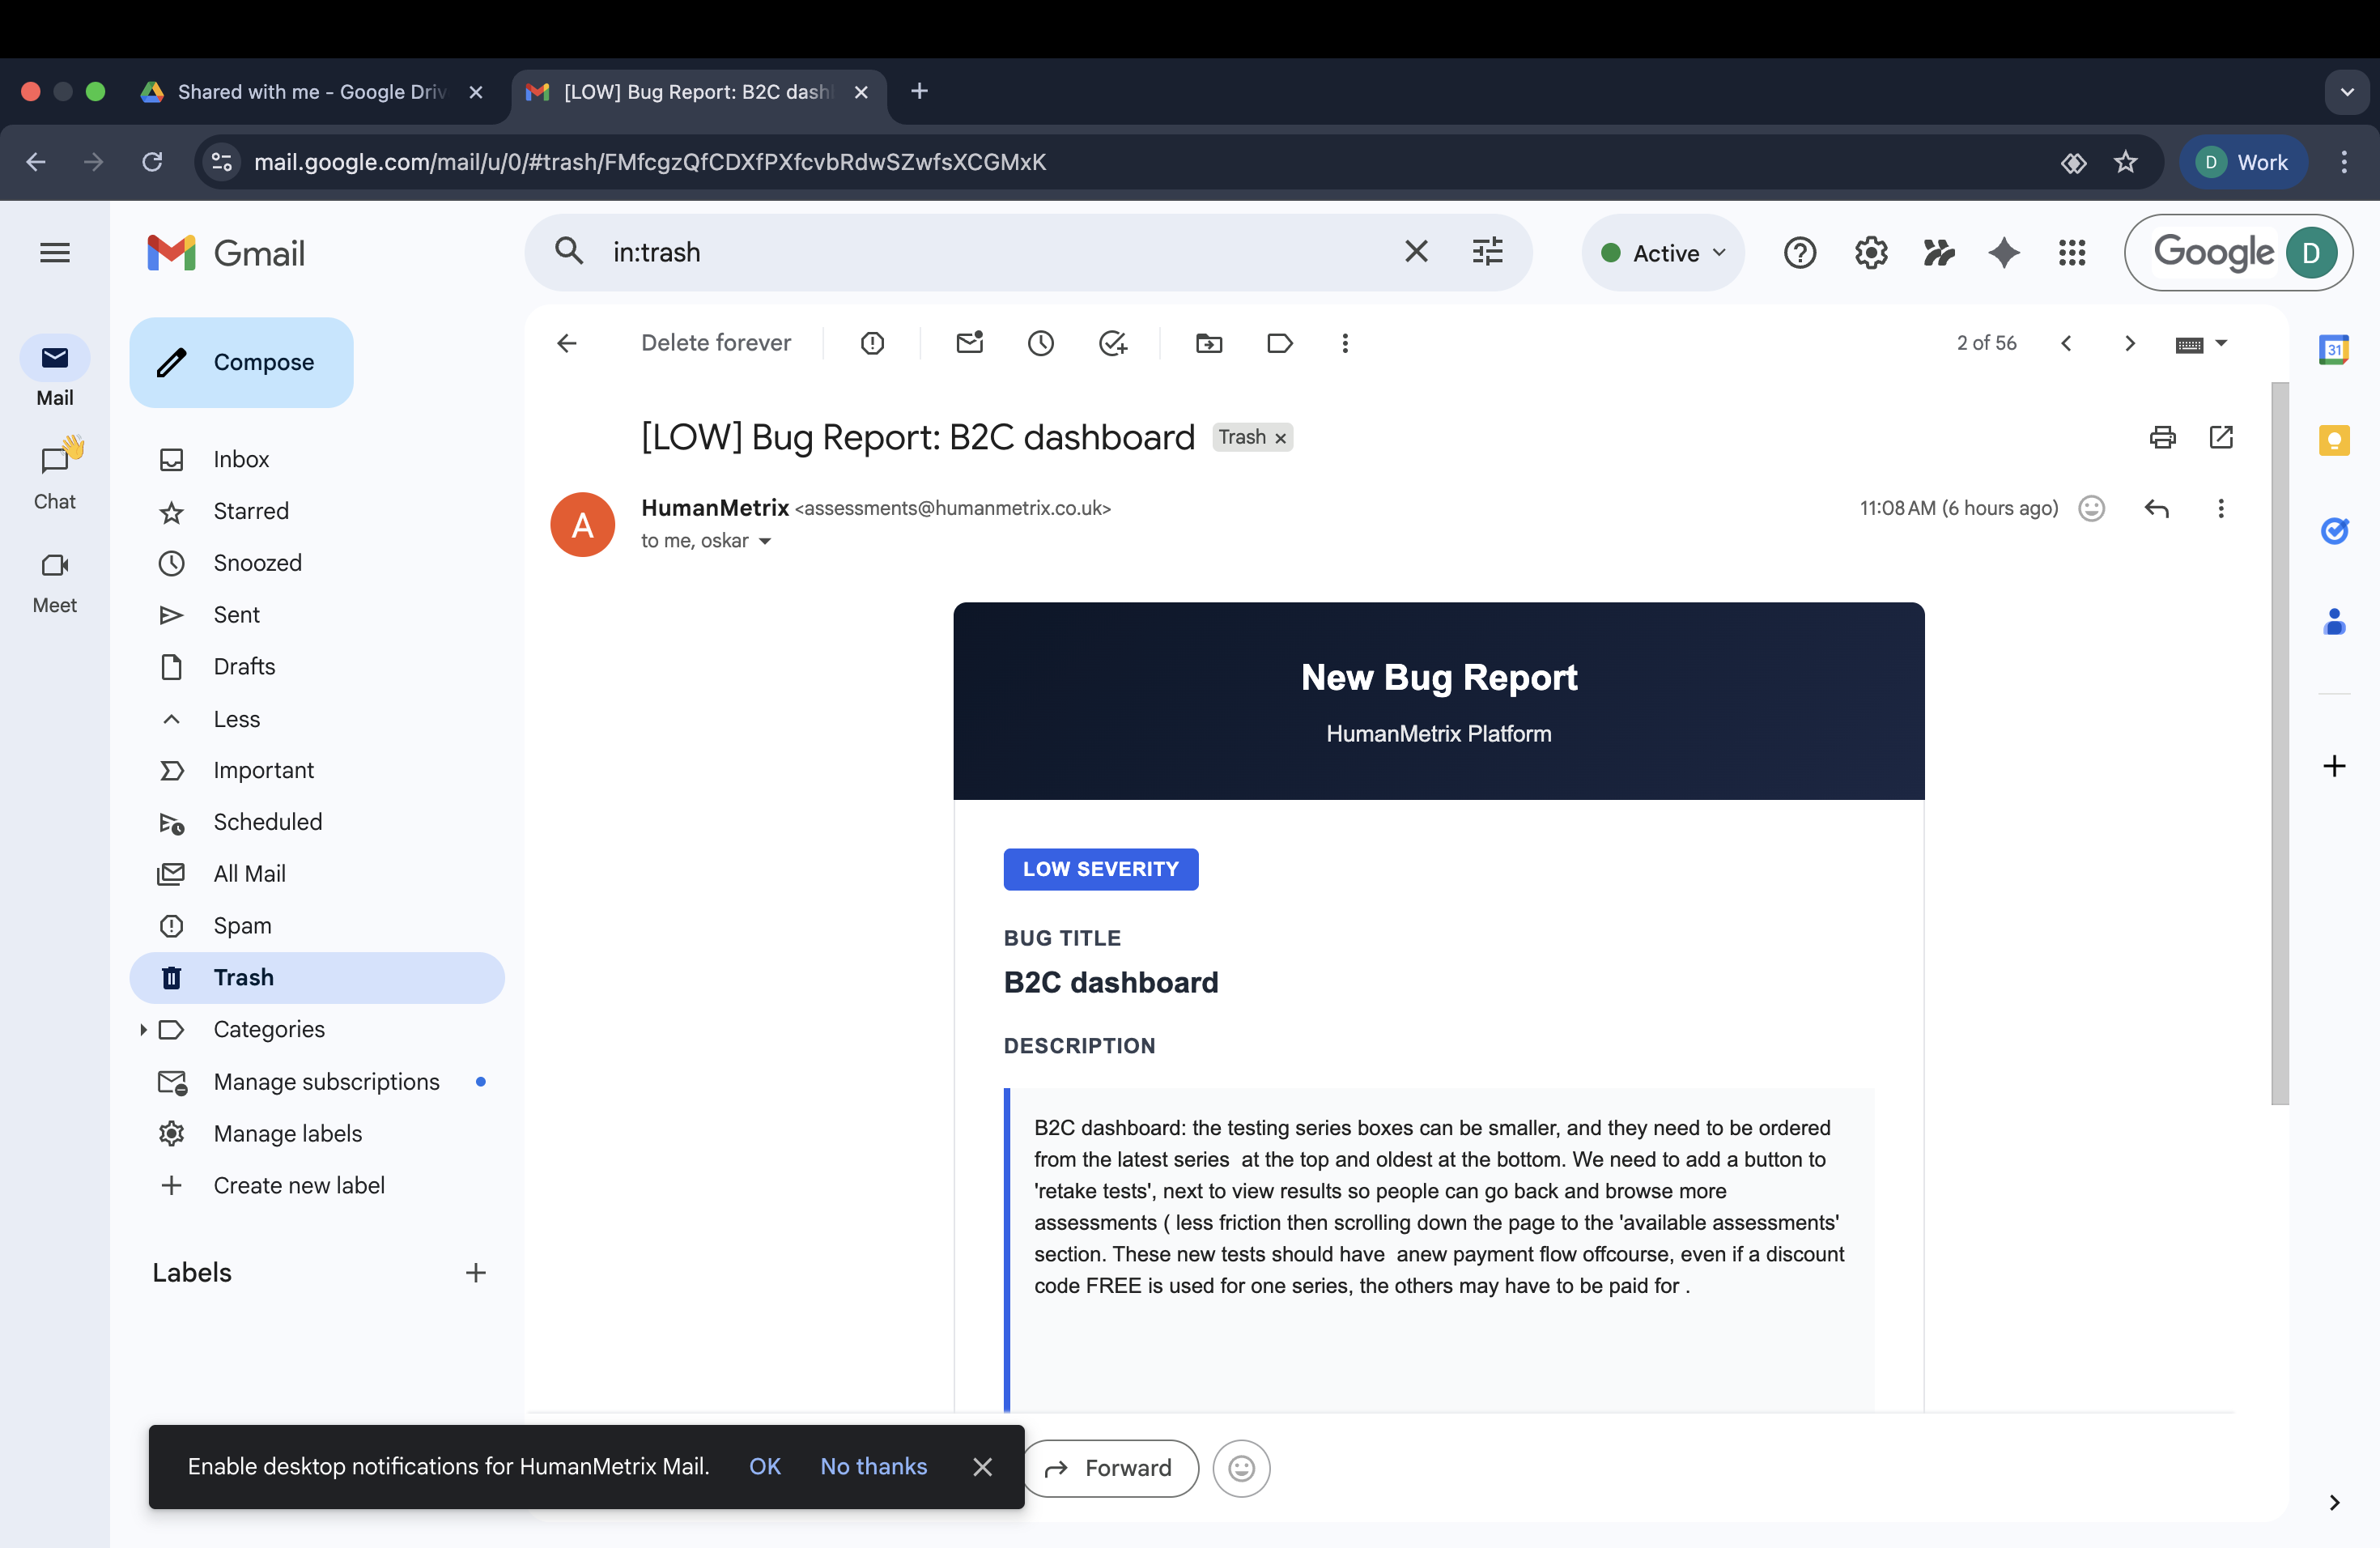 Shared with me - Google Driv
[LOW] Bug Report: B2C dash
mail.google.com/mail/u/0/#trash/FMfcgzQfCDXfPXfcvbRdwSZwfsXCGMxK
D Work
Gmail
in:trash
Active
Google D
Mail
Chat
Meet
Compose
Inbox
Starred
Snoozed
Sent
Drafts
Less
Important
Scheduled
All Mail
Spam
Trash
Categories
Manage subscriptions
Manage labels
Create new label
Labels
Delete forever
2 of 56
31
[LOW] Bug Report: B2C dashboard Trash x
A
HumanMetrix <assessments@humanmetrix.co.uk>
11:08 AM (6 hours ago)
to me, oskar
New Bug Report
HumanMetrix Platform
LOW SEVERITY
BUG TITLE
B2C dashboard
DESCRIPTION
B2C dashboard: the testing series boxes can be smaller, and they need to be ordered
from the latest series  at the top and oldest at the bottom. We need to add a button to
'retake tests', next to view results so people can go back and browse more
assessments ( less friction then scrolling down the page to the 'available assessments'
section. These new tests should have  anew payment flow offcourse, even if a discount
code FREE is used for one series, the others may have to be paid for .
Enable desktop notifications for HumanMetrix Mail. OK No thanks
Forward